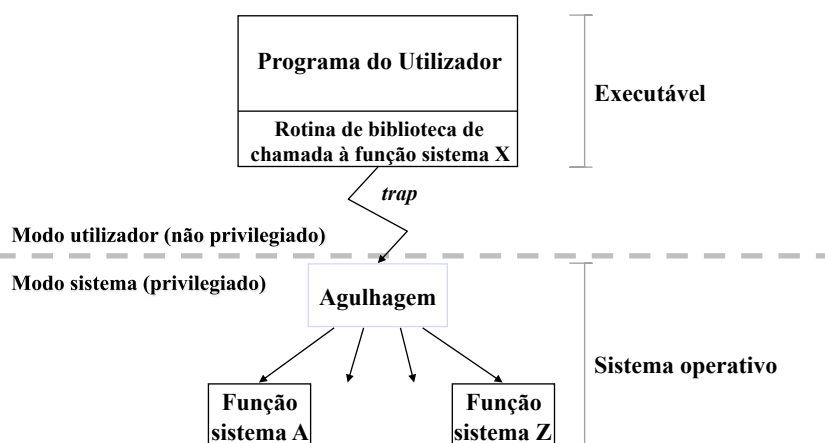 Programa do Utilizador
Executável
Rotina de biblioteca de
chamada à função sistema X
trap
Modo utilizador (não privilegiado)
Modo sistema (privilegiado)
Agulhagem
Sistema operativo
Função
sistema A
Função
sistema Z